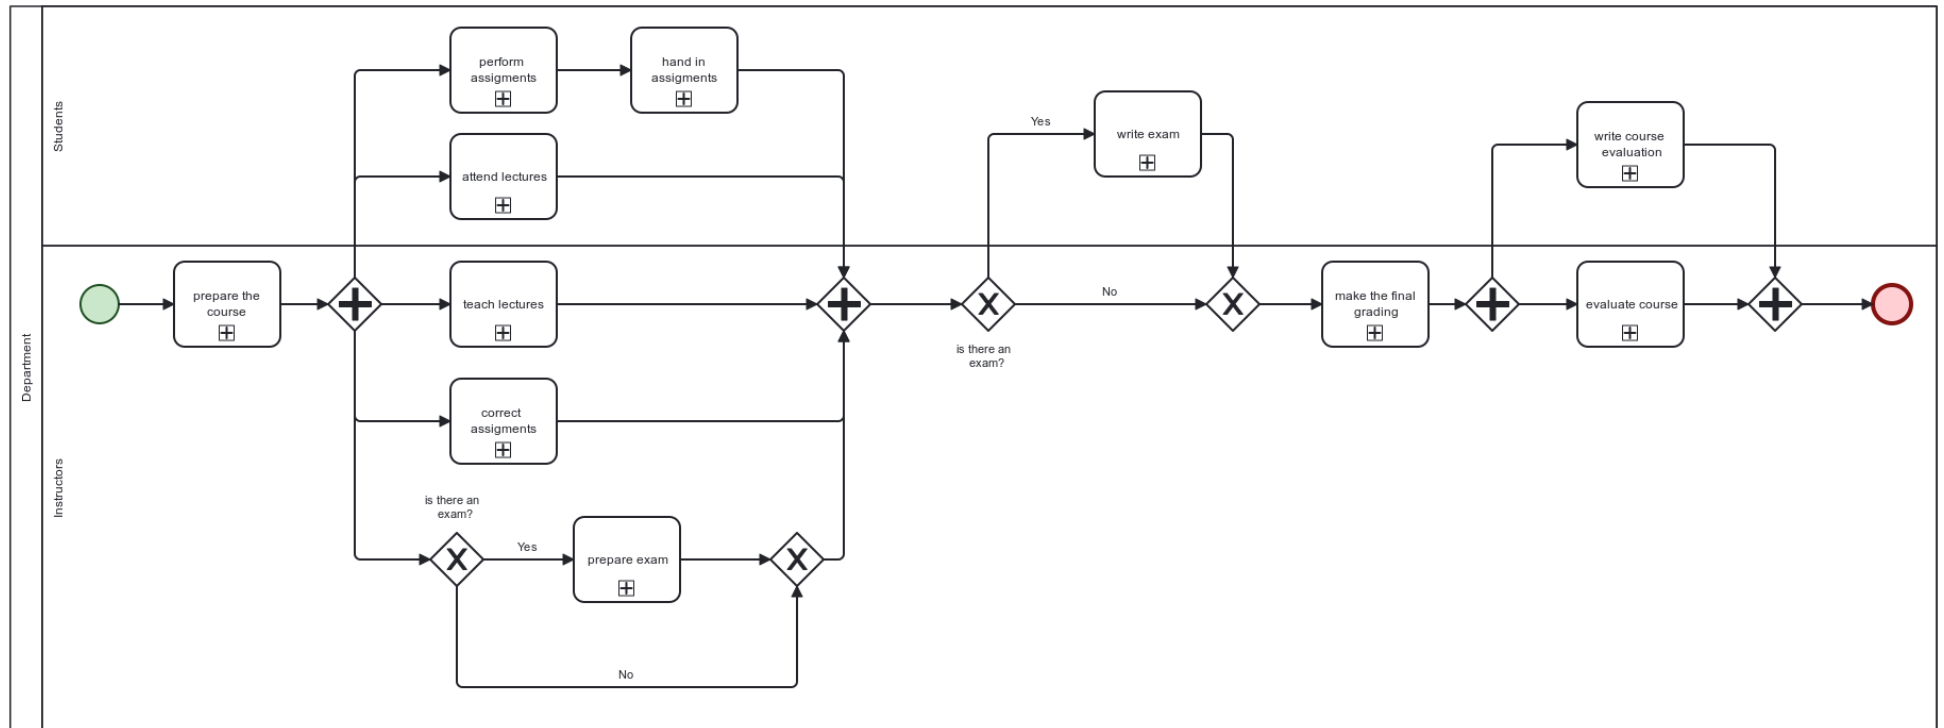 Department
Students
perform
assigments
hand in
assigments
attend lectures
Yes
write exam
write course
evaluation
Instructors
prepare the
course
teach lectures
is there an
exam?
No
make the final
grading
evaluate course
correct
assigments
is there an
exam?
Yes
prepare exam
No